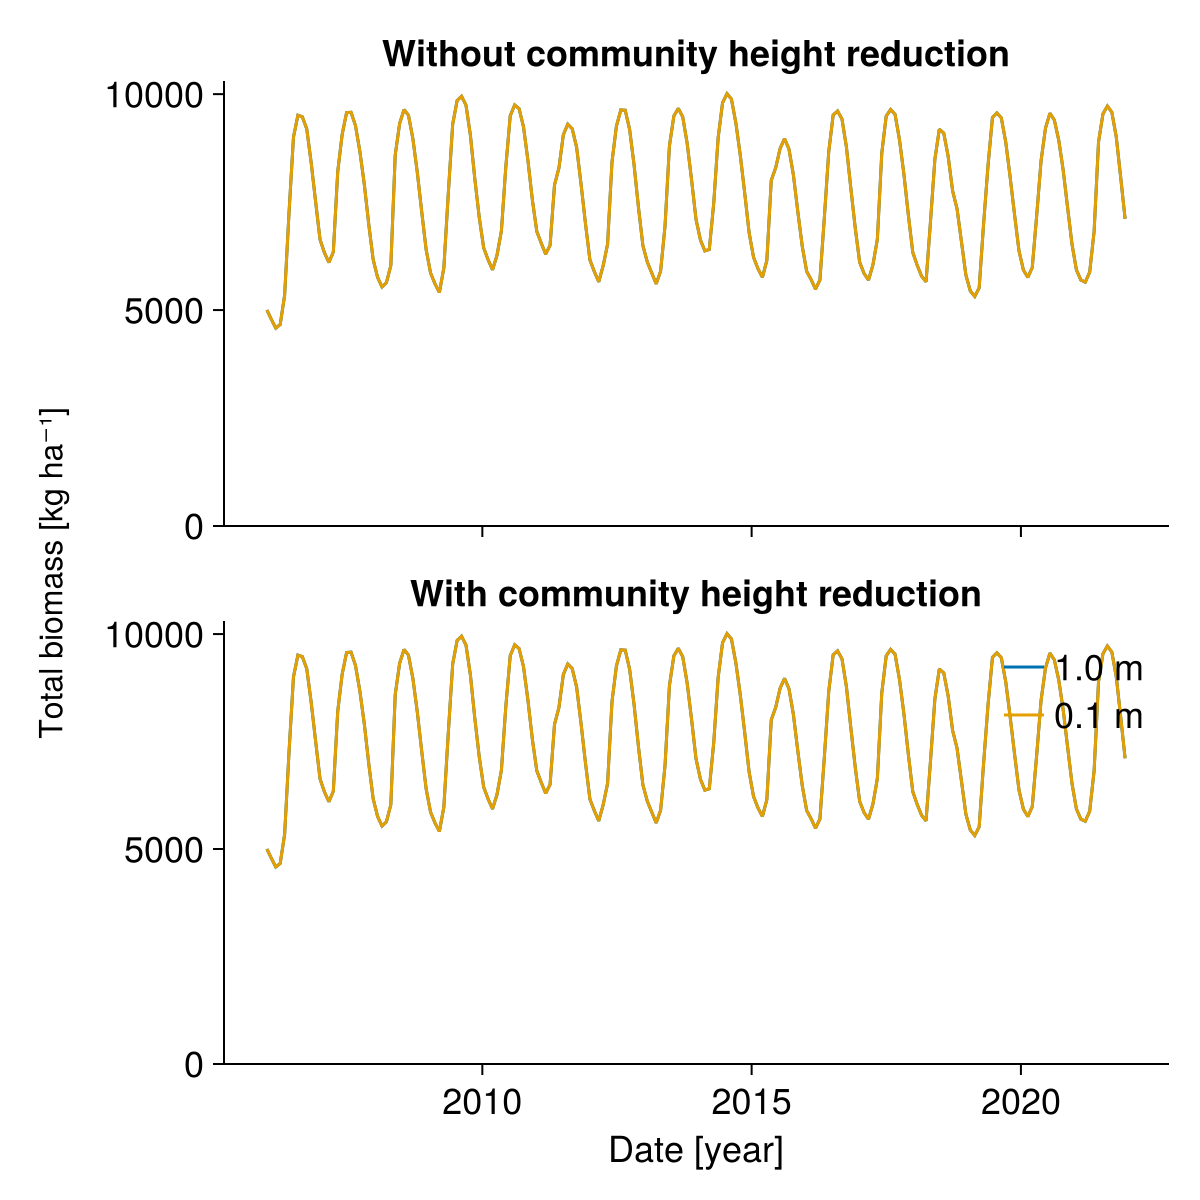 Without community height reduction
10000
5000
0
With community height reduction
10000
5000
0
1.0 m
0.1 m
2010 2015 2020
Date [year]
Total biomass [kg ha⁻¹]